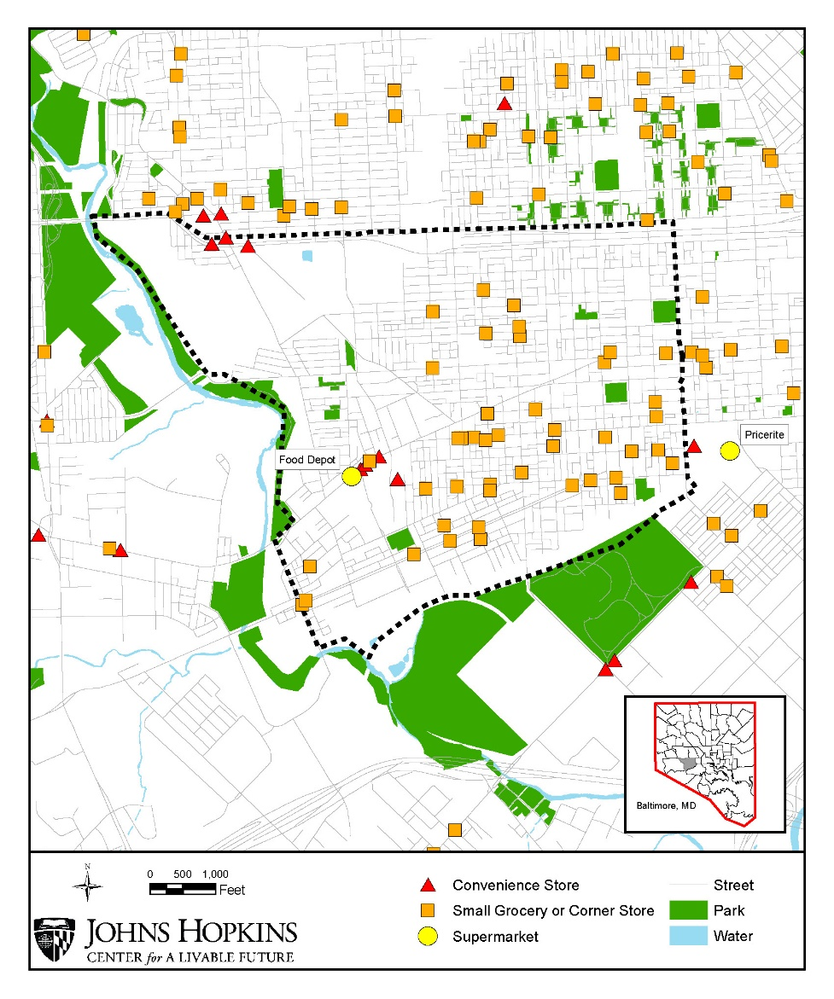 Food Depot
Pricerite
Baltimore, MD
N
0 500 1,000
Feet
Convenience Store
Small Grocery or Corner Store
Supermarket
Street
Park
Water
JOHNS HOPKINS
CENTER for A LIVABLE FUTURE